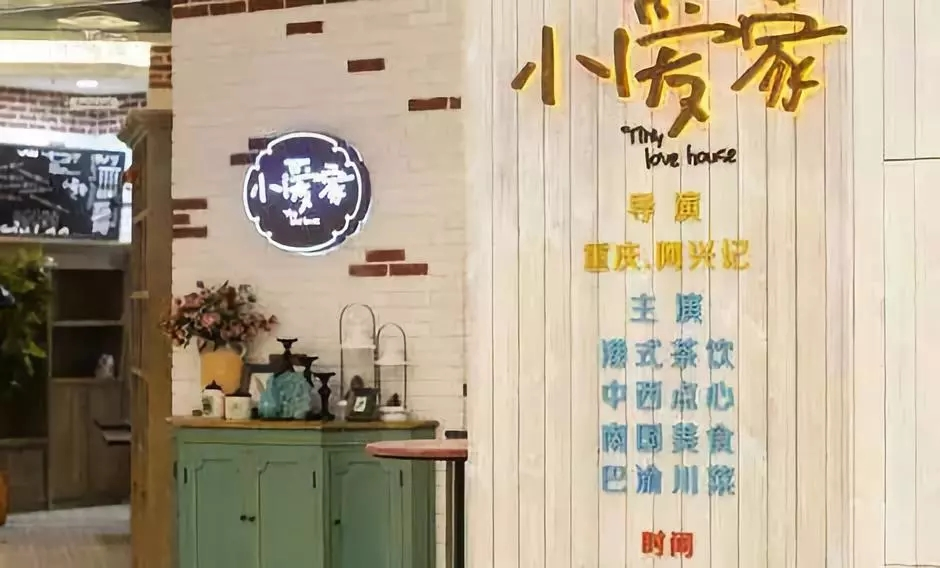 小爱家
Tiny
love house
导演
重庆.阿兴记
主演
港式茶饮
中西点心
南国美食
巴渝川菜
时间
小爱家